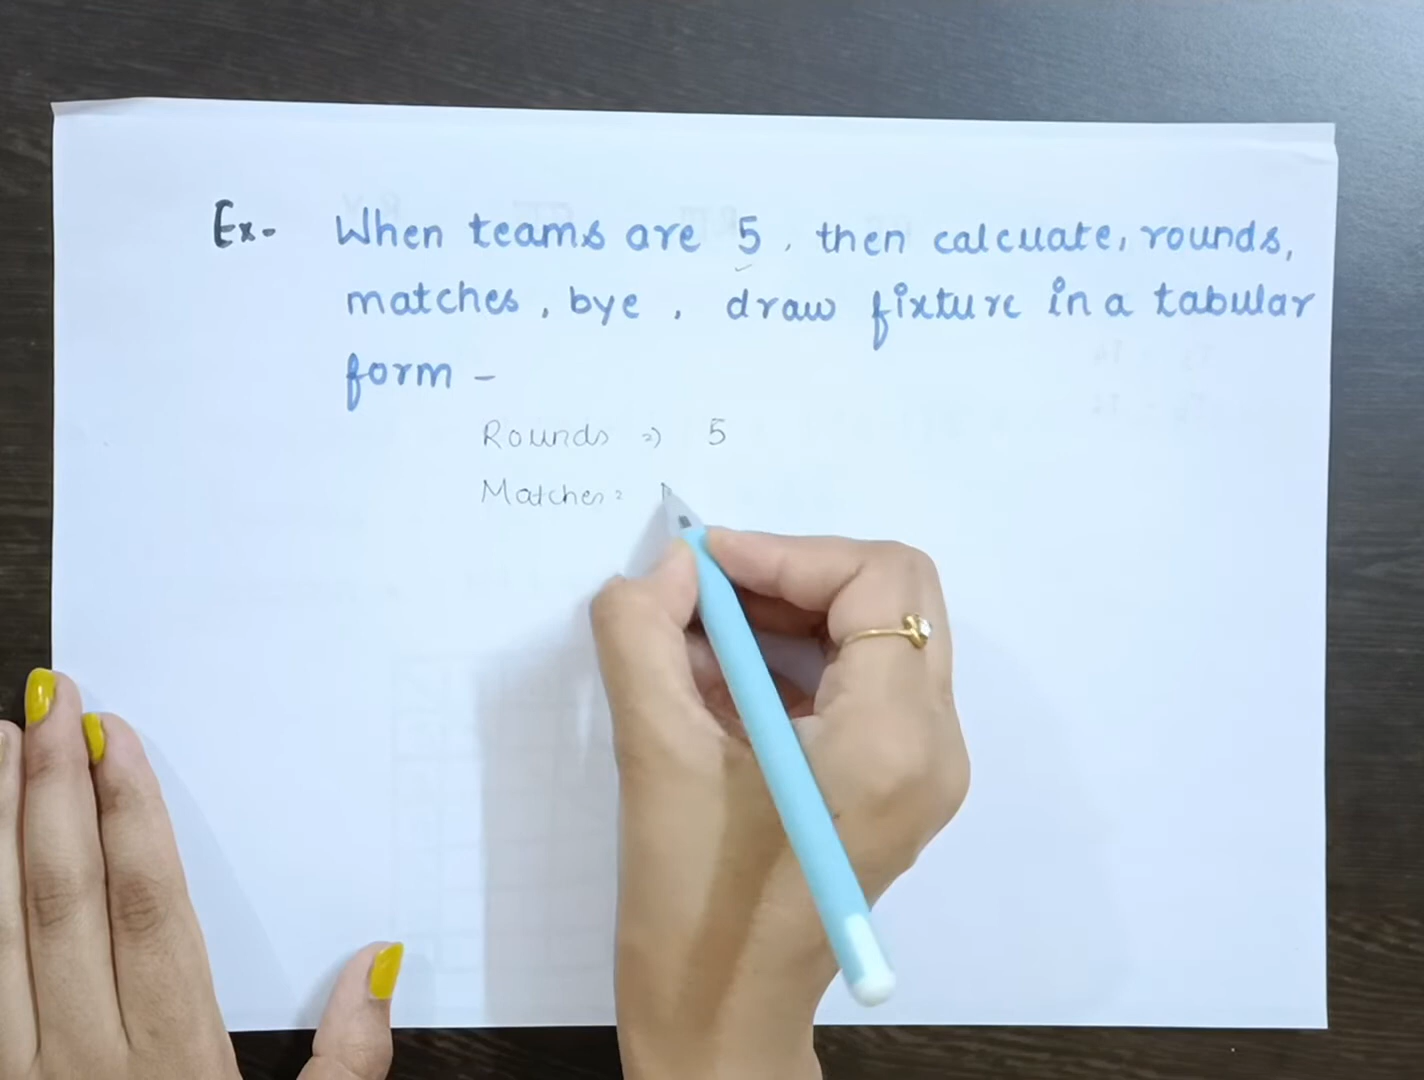 Ex- When teams are 5, then calcuate, rounds,
matches, bye, draw fixture in a tabular
form -
Rounds => 5
Matches =